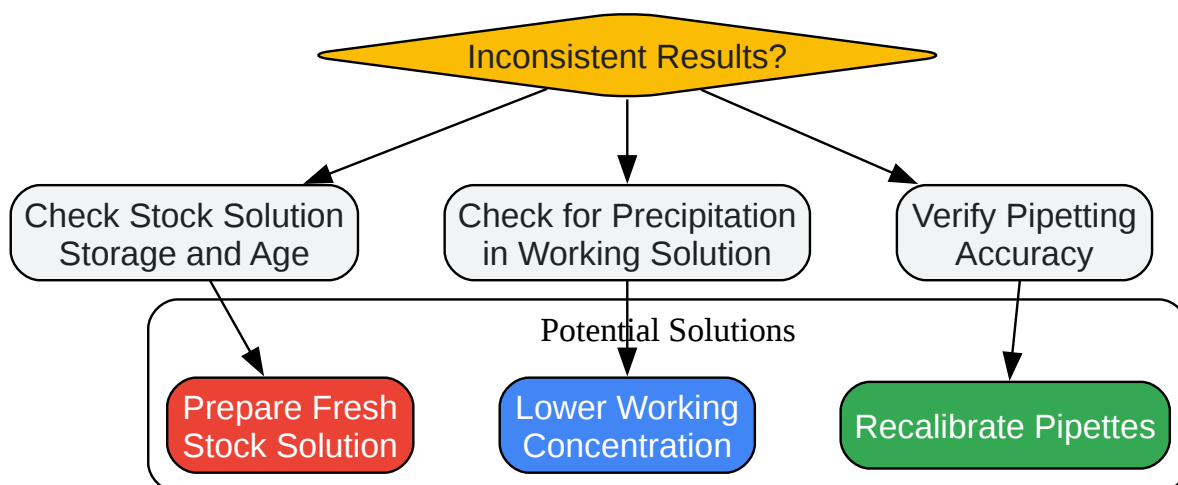 Inconsistent Results?
Check Stock Solution
Storage and Age
Check for Precipitation
in Working Solution
Verify Pipetting
Accuracy
Potential Solutions
Prepare Fresh
Stock Solution
Lower Working
Concentration
Recalibrate Pipettes